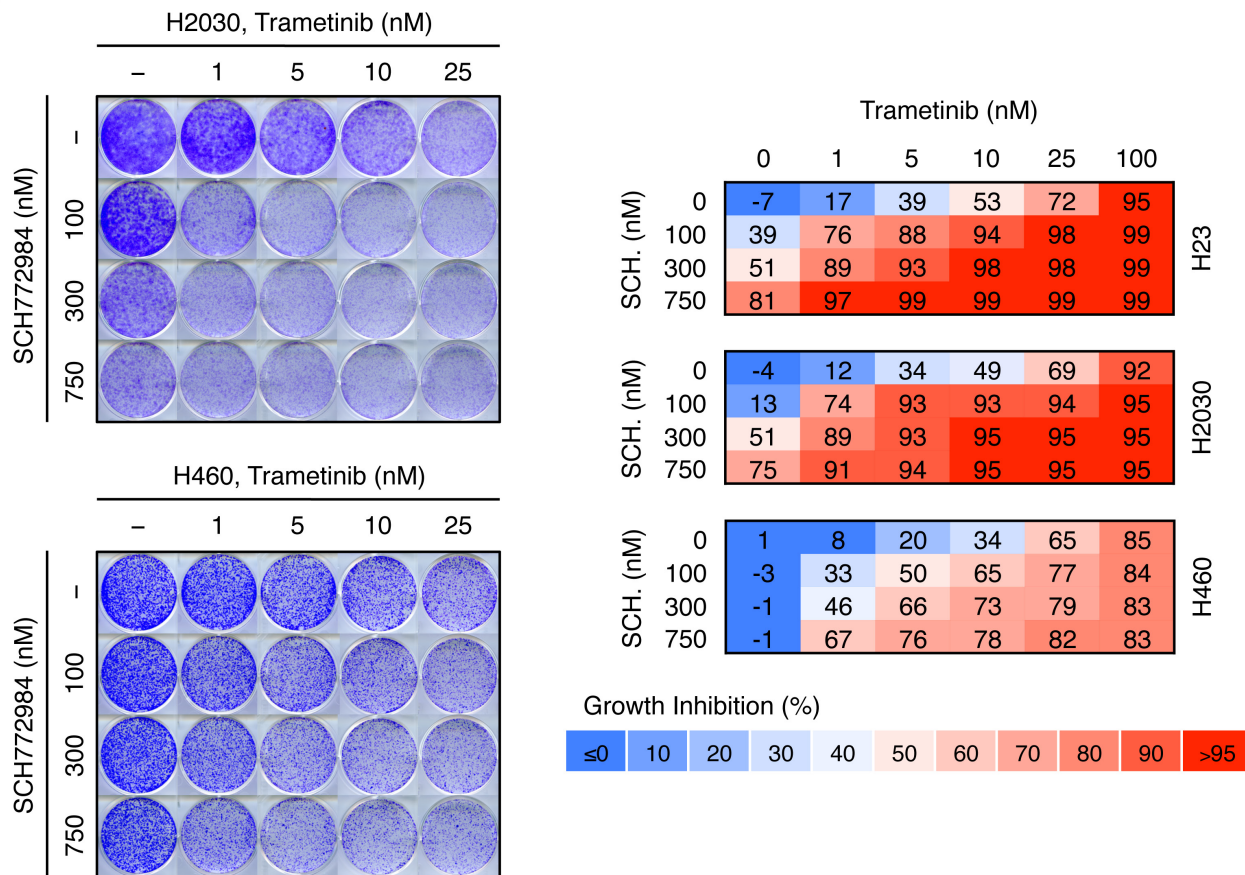 H2030, Trametinib (nM)
– 1 5 10 25
SCH772984 (nM)
–
100
300
750
H460, Trametinib (nM)
– 1 5 10 25
SCH772984 (nM)
–
100
300
750
Trametinib (nM)
0 1 5 10 25 100
SCH. (nM)
0 -7 17 39 53 72 95
100 39 76 88 94 98 99
300 51 89 93 98 98 99
750 81 97 99 99 99 99
H23
SCH. (nM)
0 -4 12 34 49 69 92
100 13 74 93 93 94 95
300 51 89 93 95 95 95
750 75 91 94 95 95 95
H2030
SCH. (nM)
0 1 8 20 34 65 85
100 -3 33 50 65 77 84
300 -1 46 66 73 79 83
750 -1 67 76 78 82 83
H460
Growth Inhibition (%)
≤0 10 20 30 40 50 60 70 80 90 >95